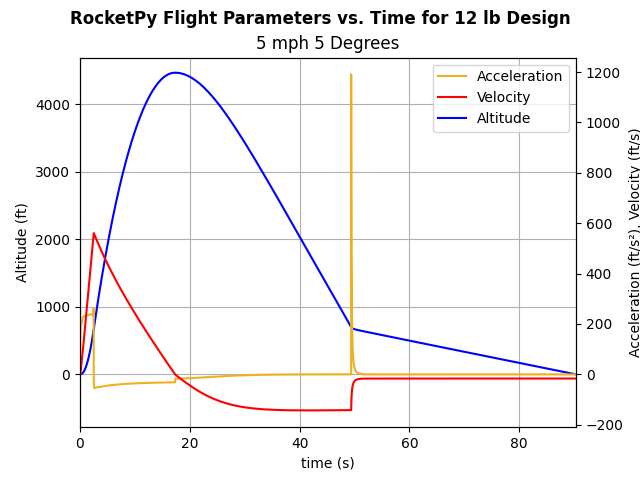 RocketPy Flight Parameters vs. Time for 12 lb Design
5 mph 5 Degrees
Acceleration
Velocity
Altitude
4000
3000
2000
1000
0
Altitude (ft)
1200
1000
800
600
400
200
0
−200
Acceleration (ft/s²), Velocity (ft/s)
0
20
40
60
80
time (s)